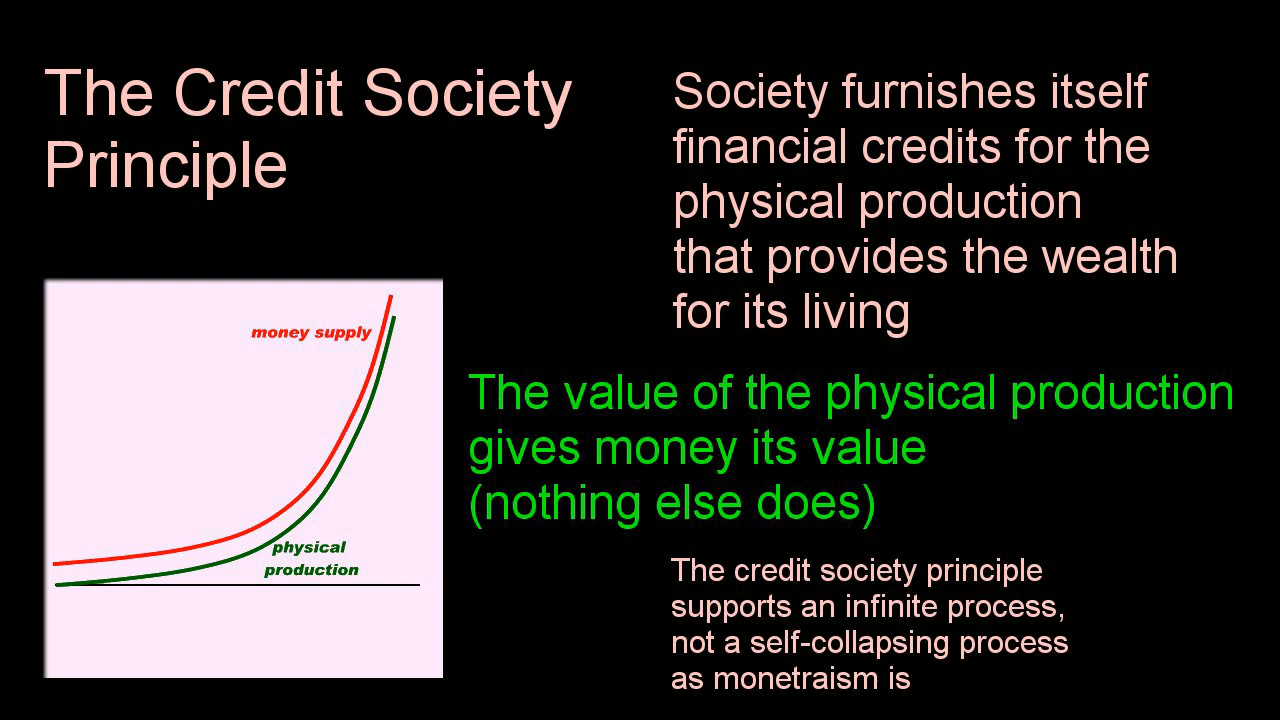 The Credit Society
Principle
Society furnishes itself
financial credits for the
physical production
that provides the wealth
for its living
money supply
physical
production
The value of the physical production
gives money its value
(nothing else does)
The credit society principle
supports an infinite process,
not a self-collapsing process
as monetraism is